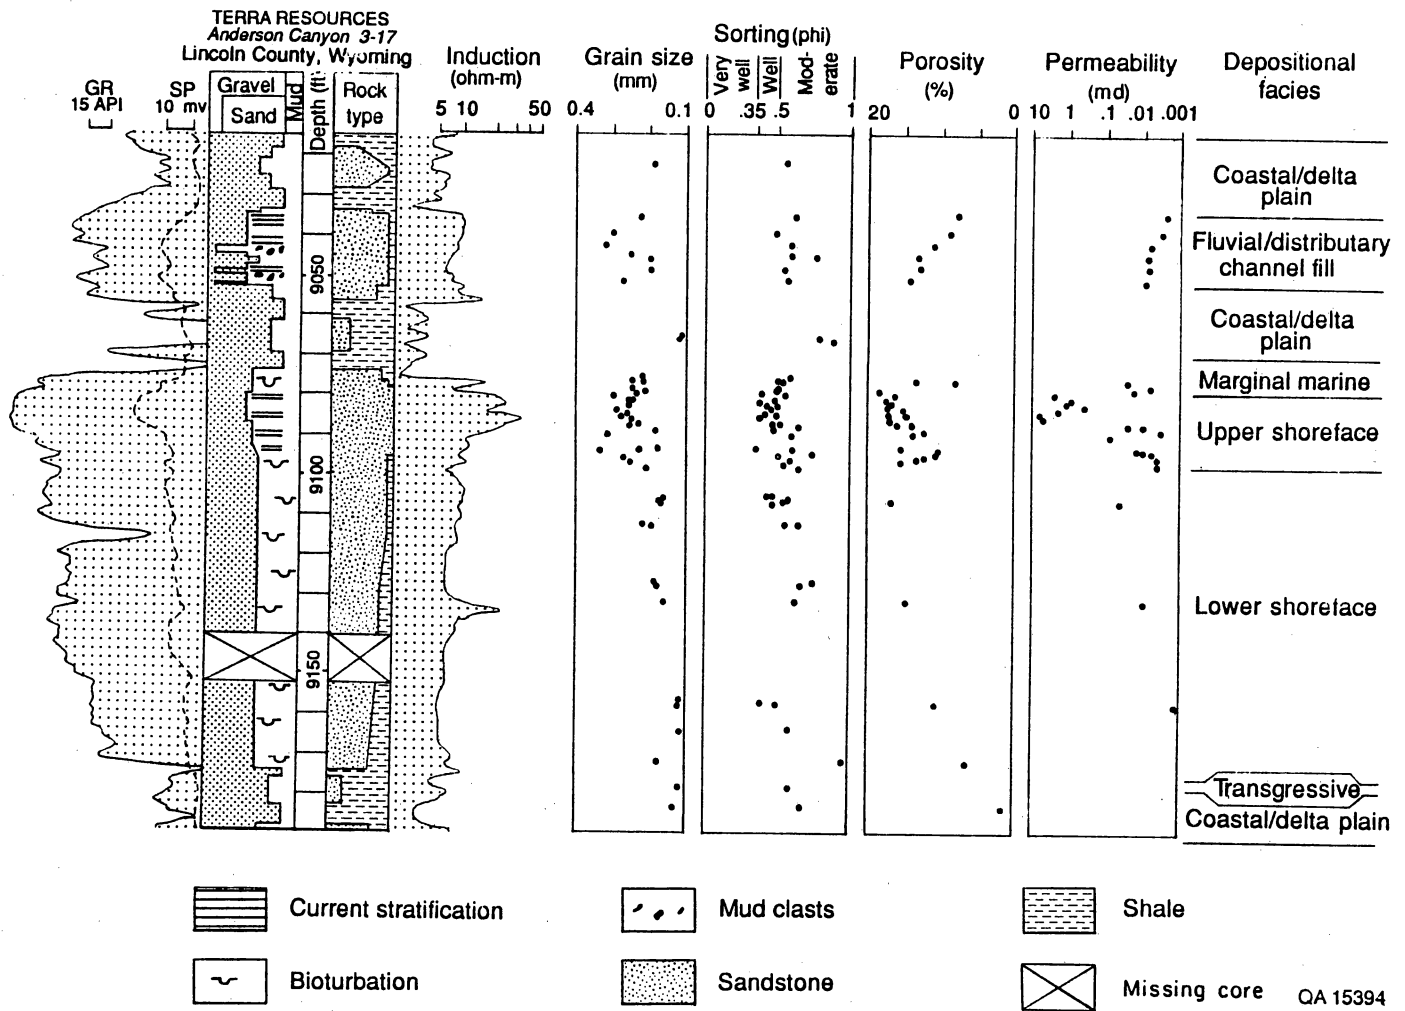 TERRA RESOURCES
Anderson Canyon 3-17
Lincoln County, Wyoming
GR
15 API
SP
10 mv
Gravel
Sand
Mud
Depth (ft)
Rock
type
Induction
(ohm-m)
5 10 50
Grain size
(mm)
0.4 0.1
Sorting (phi)
Very
well
Well
Mod-
erate
0 .35 .5 1
Porosity
(%)
20 0
Permeability
(md)
10 1 .1 .01 .001
Depositional
facies
9050
9100
9150
Coastal/delta
plain
Fluvial/distributary
channel fill
Coastal/delta
plain
Marginal marine
Upper shoreface
Lower shoreface
Transgressive
Coastal/delta plain
Current stratification
Mud clasts
Shale
Bioturbation
Sandstone
Missing core
QA 15394